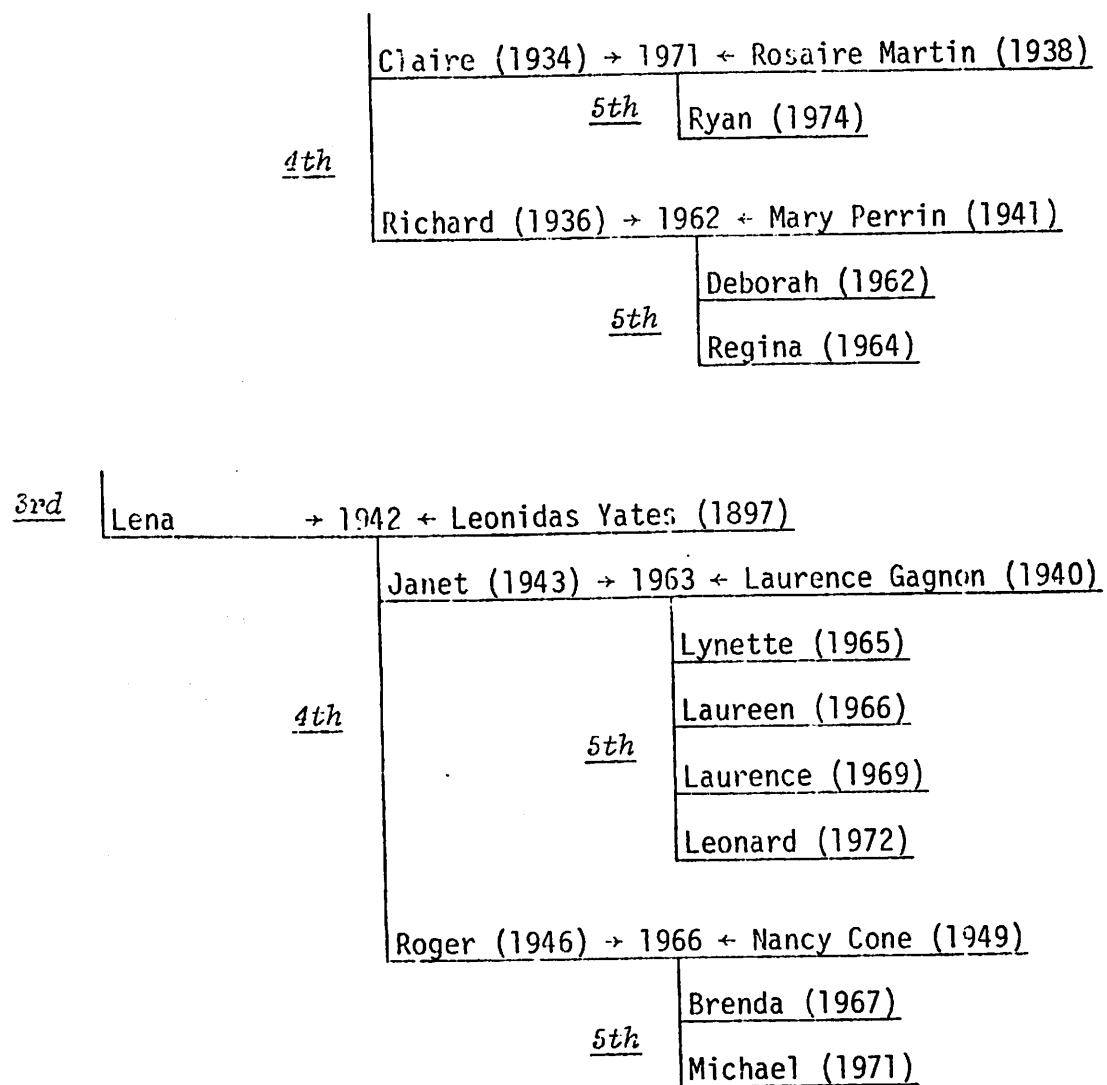 Claire (1934) → 1971 ← Rosaire Martin (1938)
5th Ryan (1974)
4th
Richard (1936) → 1962 ← Mary Perrin (1941)
Deborah (1962)
5th
Regina (1964)
3rd Lena → 1942 ← Leonidas Yates (1897)
Janet (1943) → 1963 ← Laurence Gagnon (1940)
Lynette (1965)
4th Laureen (1966)
5th
Laurence (1969)
Leonard (1972)
Roger (1946) → 1966 ← Nancy Cone (1949)
Brenda (1967)
5th
Michael (1971)